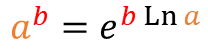 a^b = e^{b Ln a}